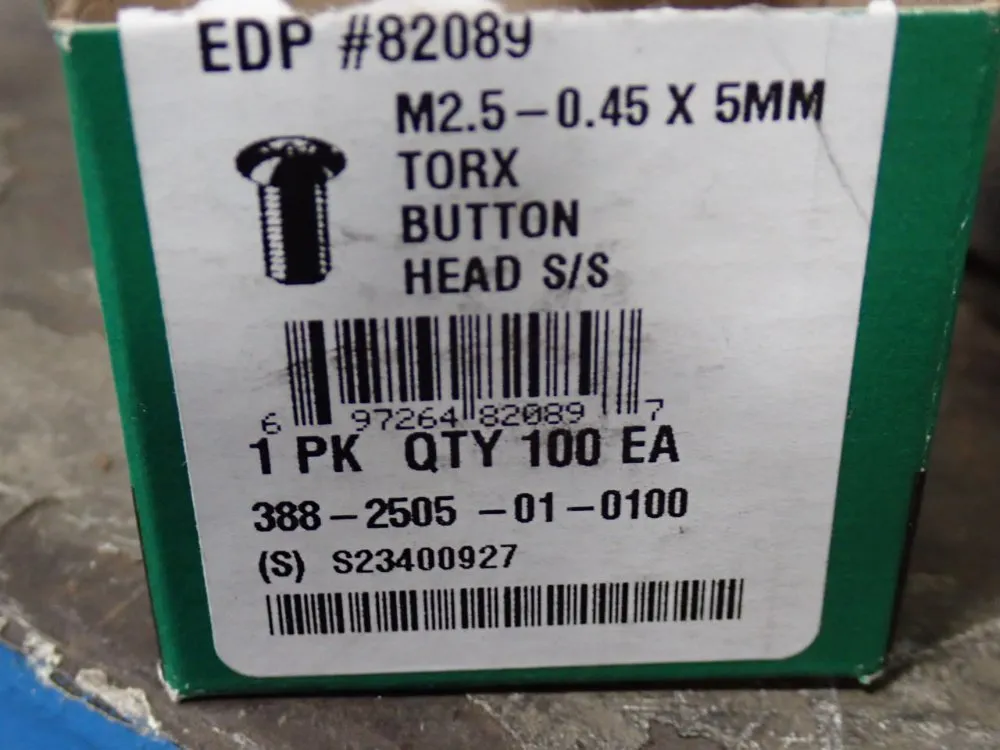 EDP #82089
M2.5-0.45 X 5MM
TORX
BUTTON
HEAD S/S
6 97264 82089 7
1 PK QTY 100 EA
388-2505 -01-0100
(S) S23400927